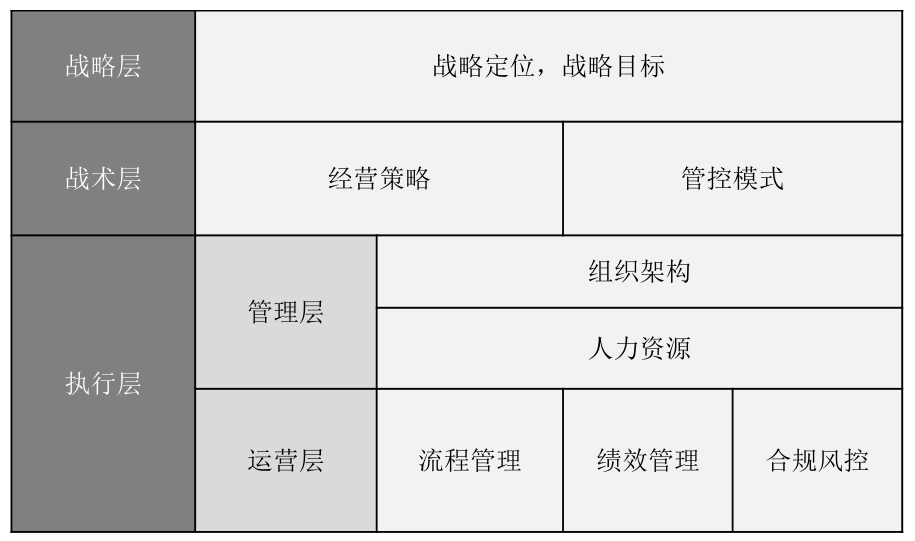 战略层
战略定位，战略目标
战术层
经营策略
管控模式
执行层
管理层
组织架构
人力资源
运营层
流程管理
绩效管理
合规风控